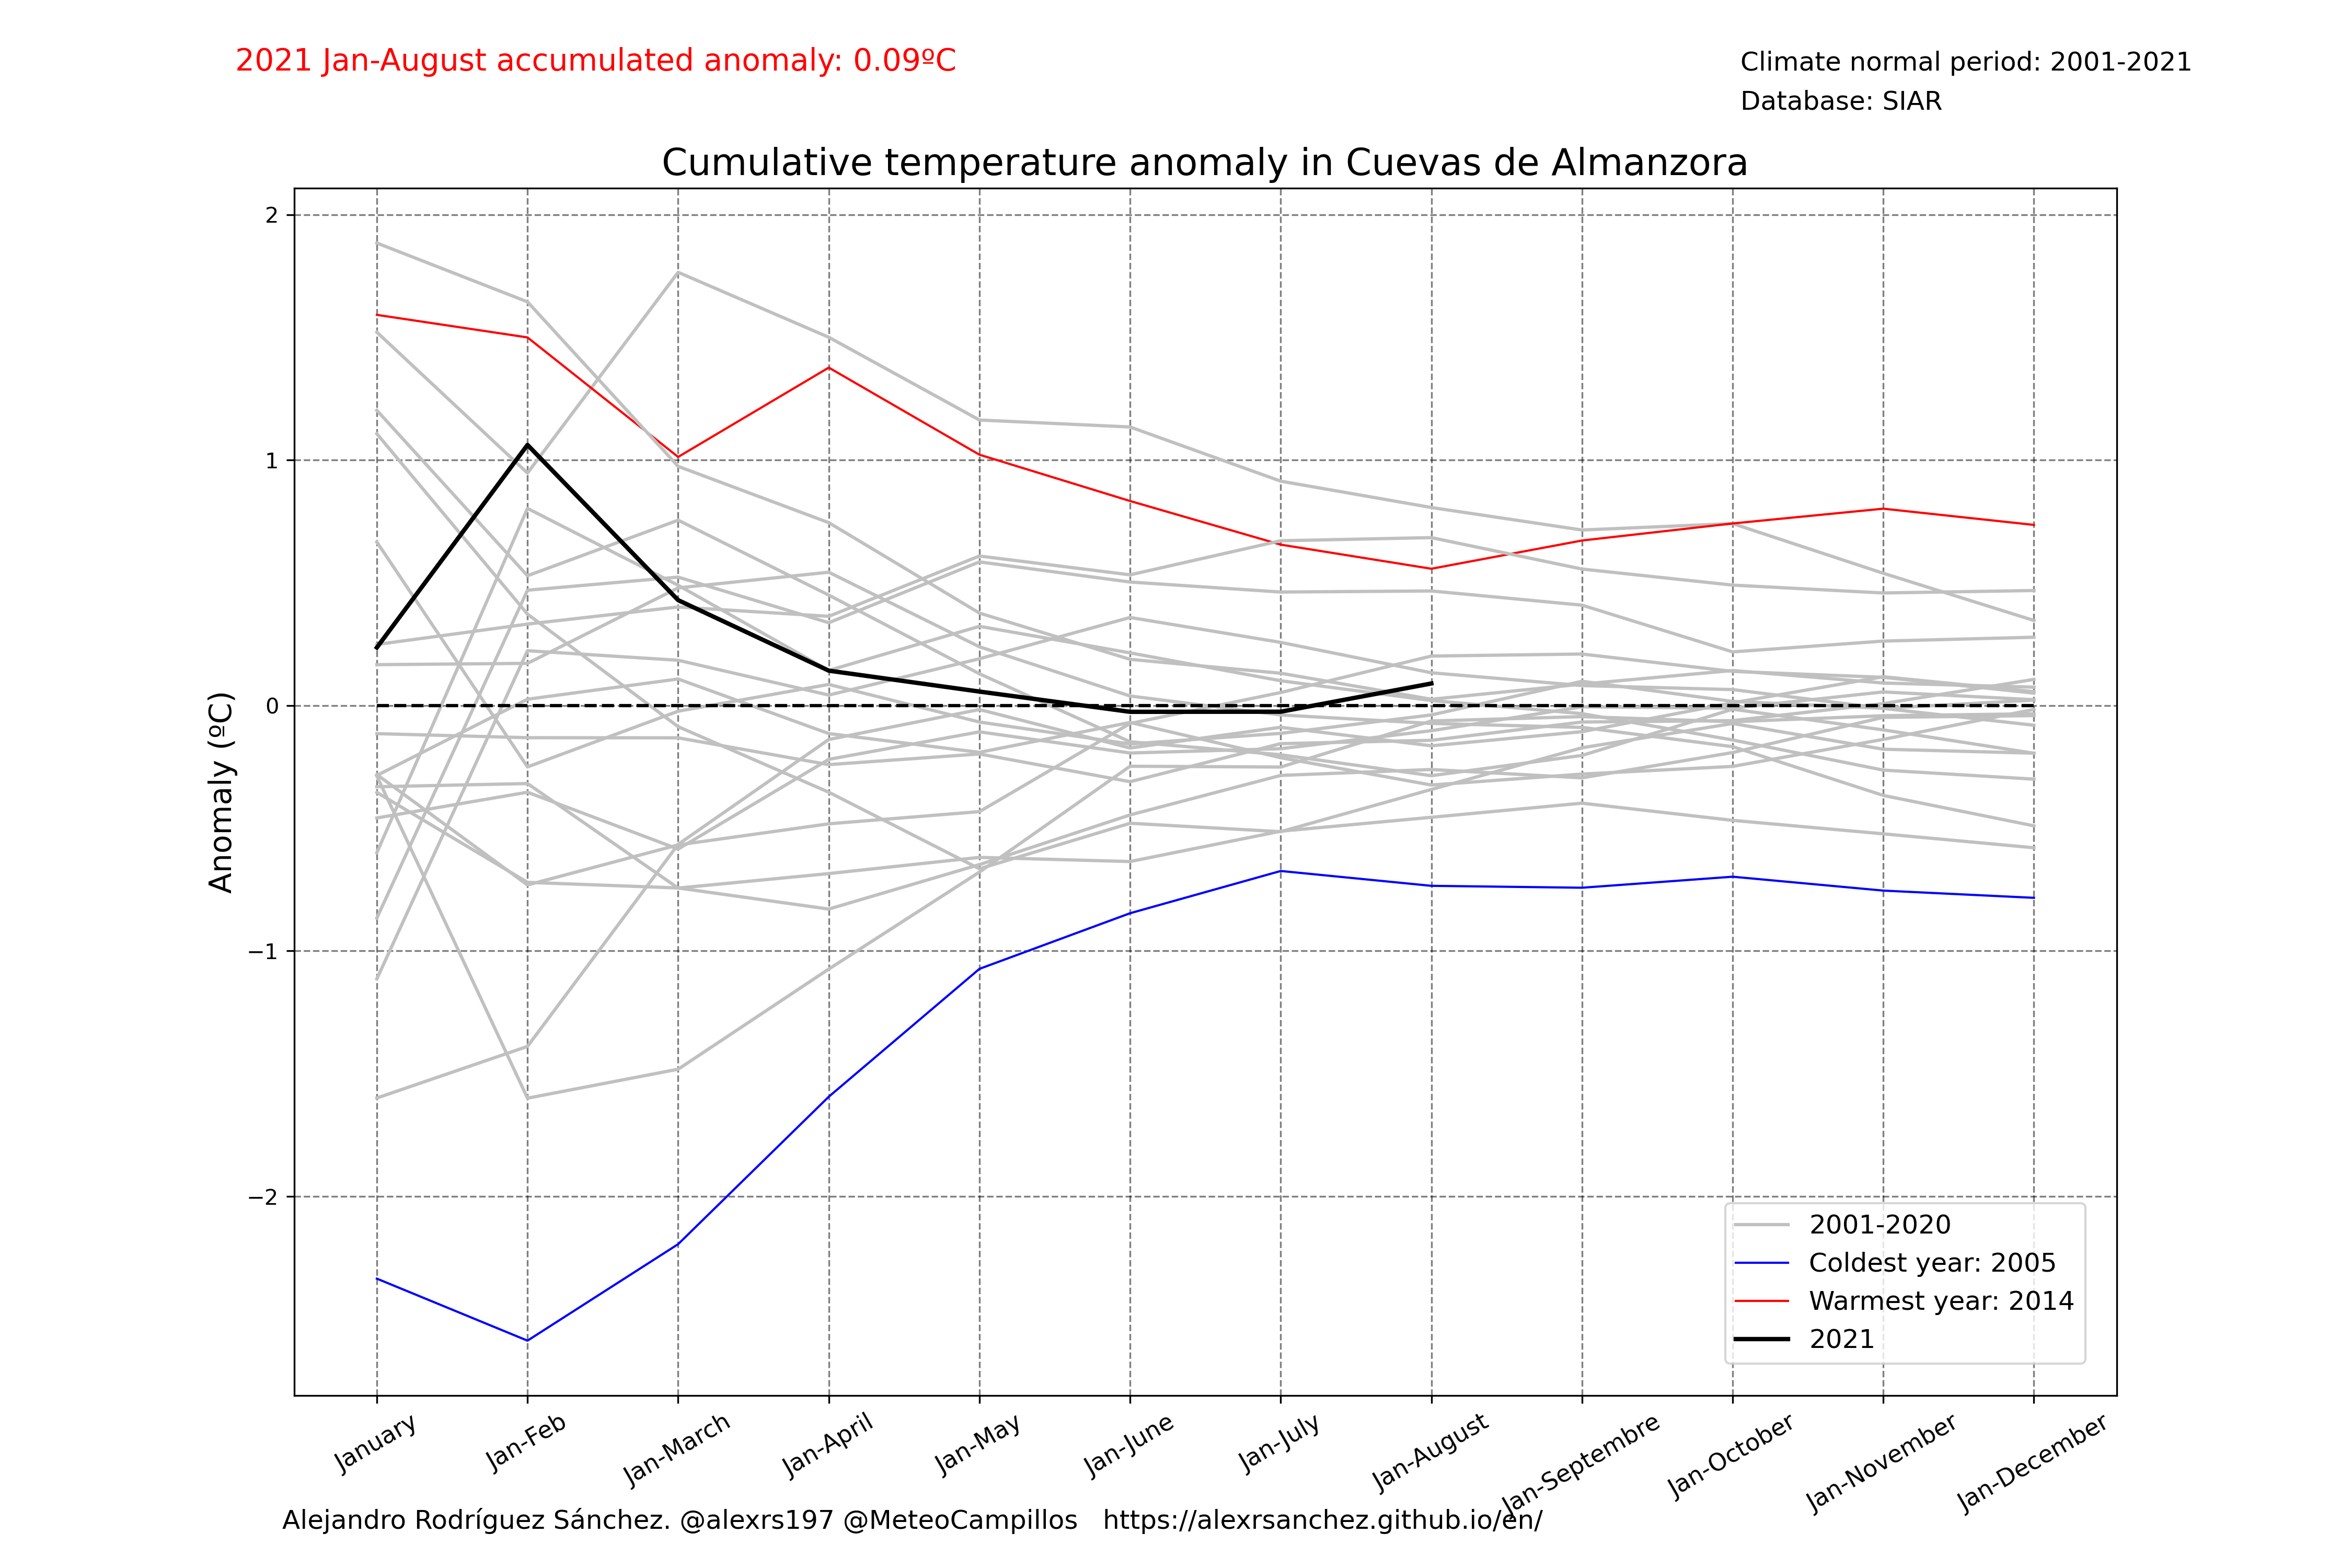 2021 Jan-August accumulated anomaly: 0.09ºC
Climate normal period: 2001-2021
Database: SIAR
Cumulative temperature anomaly in Cuevas de Almanzora
Anomaly (ºC)
2
1
0
−1
−2
2001-2020
Coldest year: 2005
Warmest year: 2014
2021
January
Jan-Feb
Jan-March
Jan-April
Jan-May
Jan-June
Jan-July
Jan-August
Jan-Septembre
Jan-October
Jan-November
Jan-December
Alejandro Rodríguez Sánchez. @alexrs197 @MeteoCampillos   https://alexrsanchez.github.io/en/